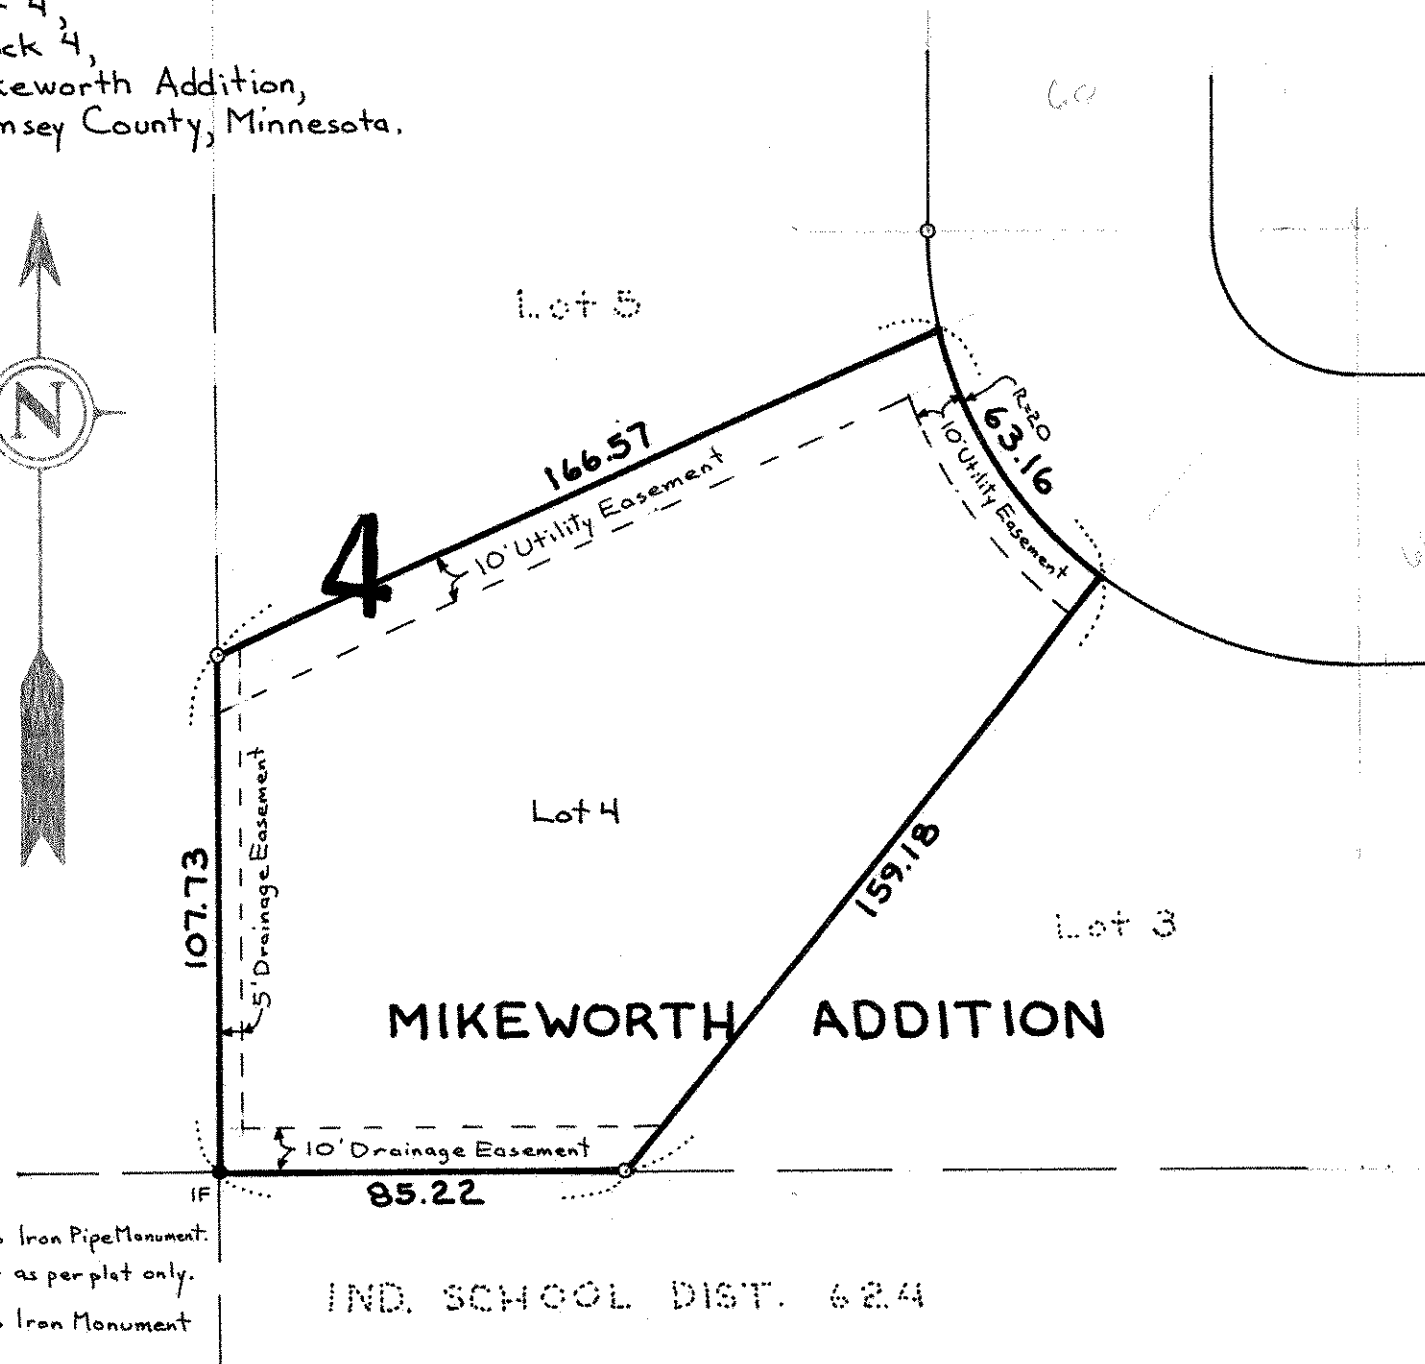 4,
ck 4,
keworth Addition,
msey County, Minnesota.
60
N
Lot 5
R=20
63.16
10' Utility Easement
166.57
10' Utility Easement
4
Lot 4
5' Drainage Easement
107.73
159.18
Lot 3
MIKEWORTH ADDITION
10' Drainage Easement
IF
85.22
Iron Pipe Monument.
as per plat only.
Iron Monument
IND. SCHOOL DIST. 624